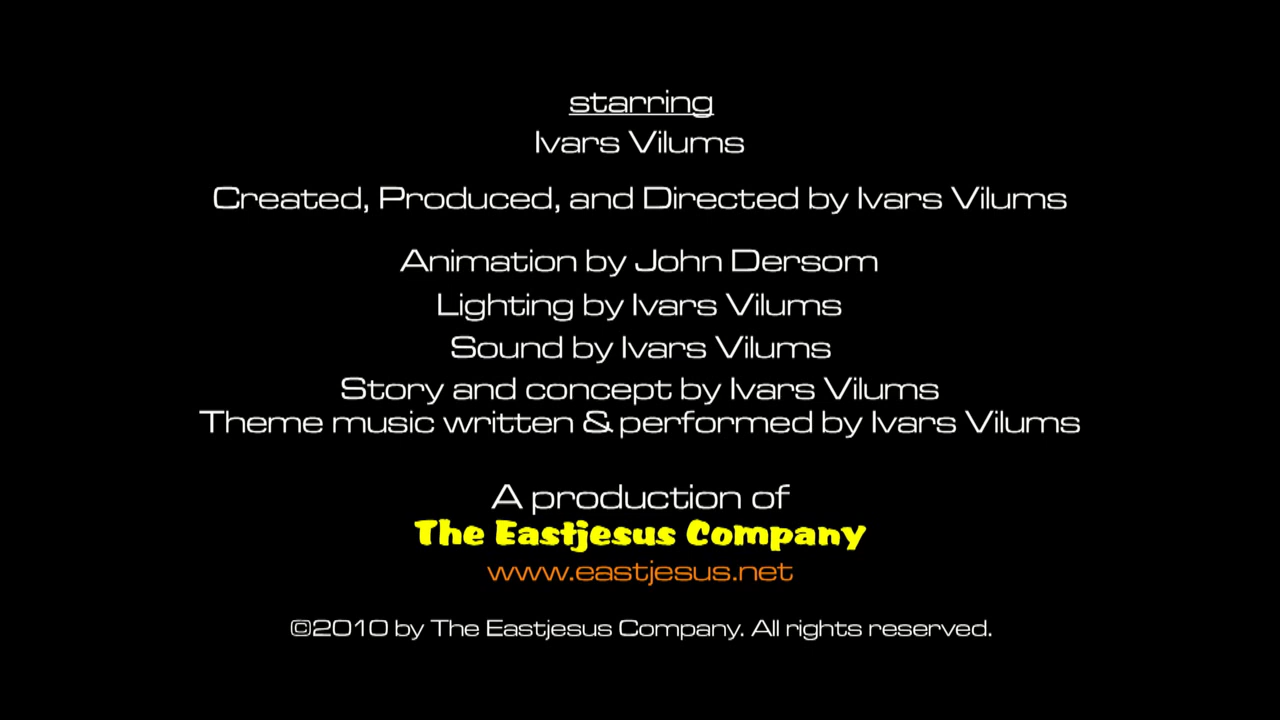 starring
Ivars Vilums
Created, Produced, and Directed by Ivars Vilums
Animation by John Dersom
Lighting by Ivars Vilums
Sound by Ivars Vilums
Story and concept by Ivars Vilums
Theme music written & performed by Ivars Vilums
A production of
The Eastjesus Company
www.eastjesus.net
©2010 by The Eastjesus Company. All rights reserved.